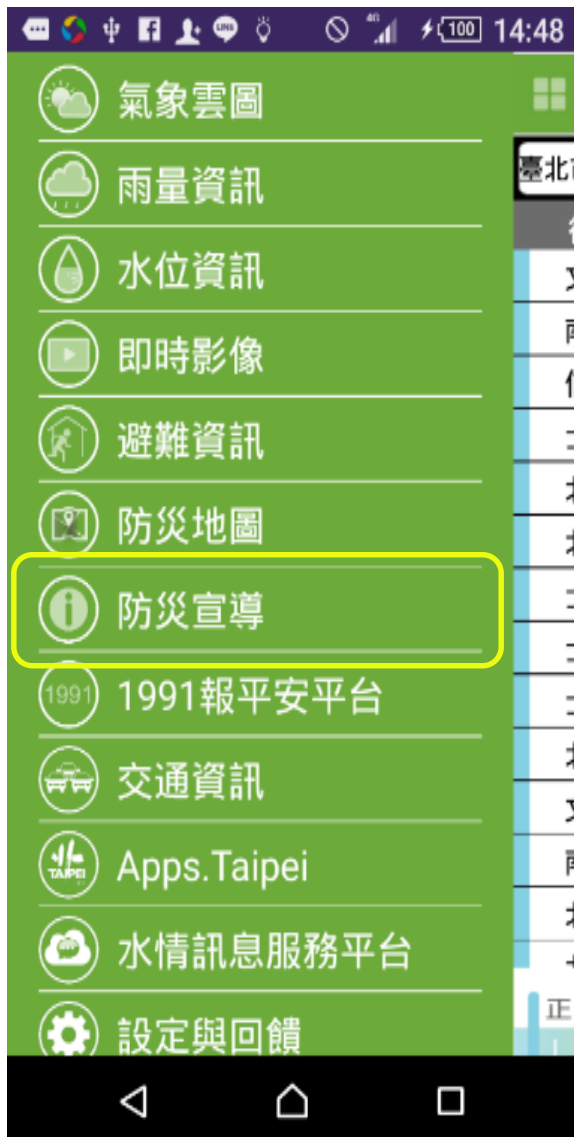 4G 100 14:48
氣象雲圖
臺北
雨量資訊
水位資訊
即時影像
避難資訊
防災地圖
防災宣導
1991 1991報平安平台
交通資訊
TAIPEI Apps.Taipei
水情訊息服務平台
正
設定與回饋